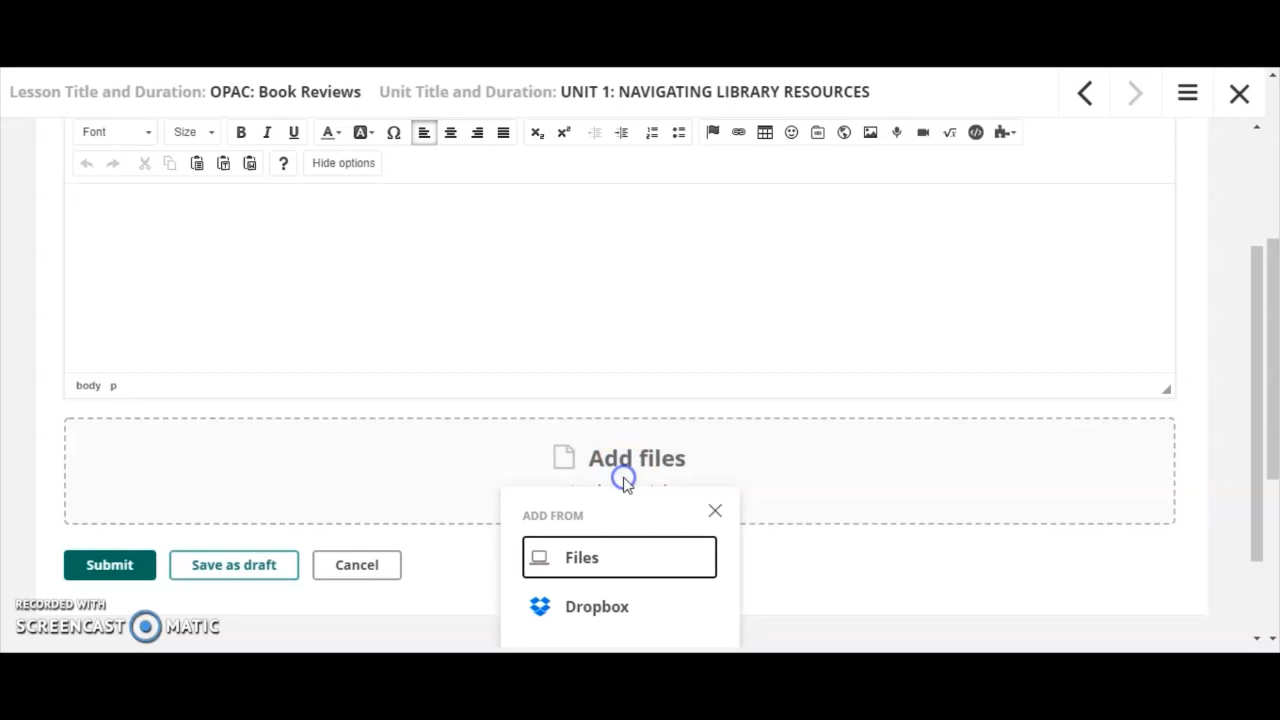 Lesson Title and Duration: OPAC: Book Reviews Unit Title and Duration: UNIT 1: NAVIGATING LIBRARY RESOURCES
Font Size B I U
? Hide options
body p
Add files
ADD FROM
Files
Submit Save as draft Cancel
Dropbox
RECORDED WITH
SCREENCAST MATIC